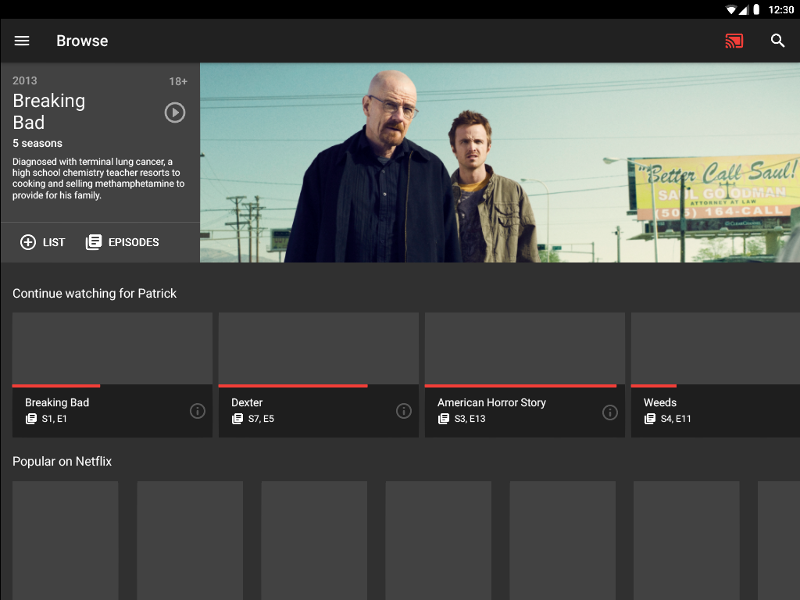 12:30
Browse
2013
18+
Breaking
Bad
5 seasons
Diagnosed with terminal lung cancer, a
high school chemistry teacher resorts to
cooking and selling methamphetamine to
provide for his family.
LIST
EPISODES
"Better Call Saul!
SAUL GOODMAN
ATTORNEY AT LAW
(505) 164-CALL
Continue watching for Patrick
Breaking Bad
S1, E1
Dexter
S7, E5
American Horror Story
S3, E13
Weeds
S4, E11
Popular on Netflix